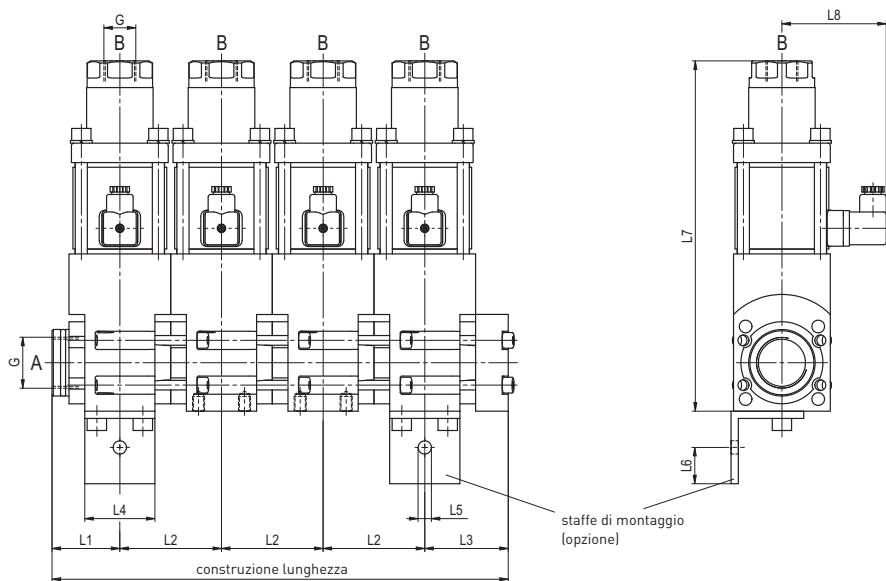 G
L8
B B B B B
L7
G A
L6
L4 L5
staffe di montaggio
(opzione)
L1 L2 L2 L2 L3
construzione lunghezza